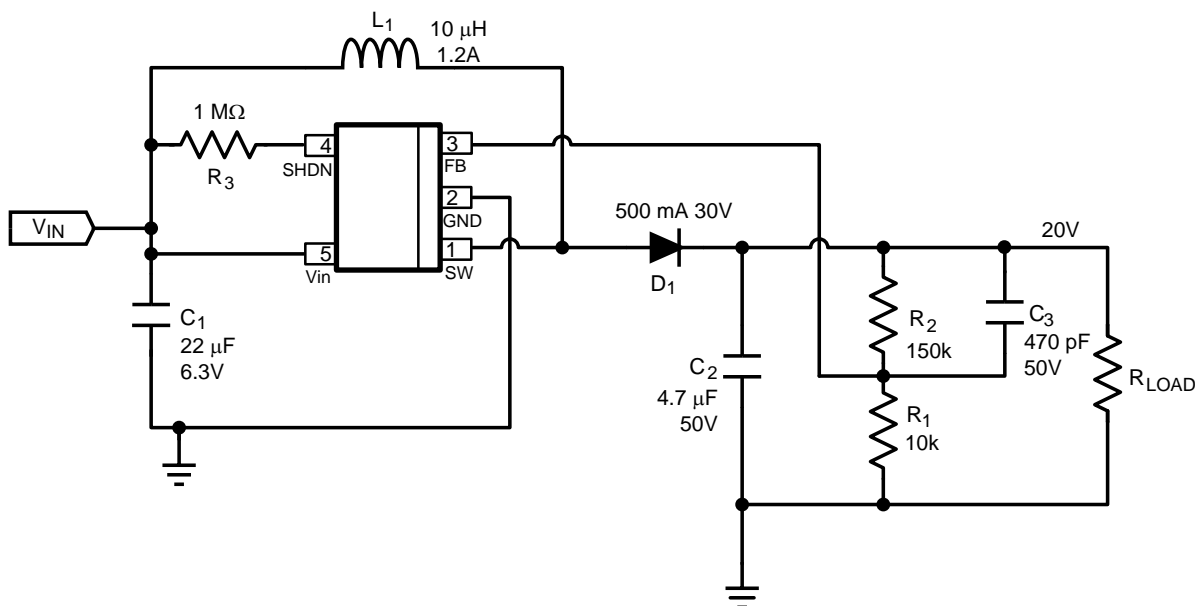 L1
10 μH
1.2A
1 MΩ
R3
4
SHDN
3
FB
2
GND
1
SW
5
Vin
VIN
C1
22 μF
6.3V
500 mA 30V
D1
20V
C2
4.7 μF
50V
R2
150k
C3
470 pF
50V
R1
10k
RLOAD